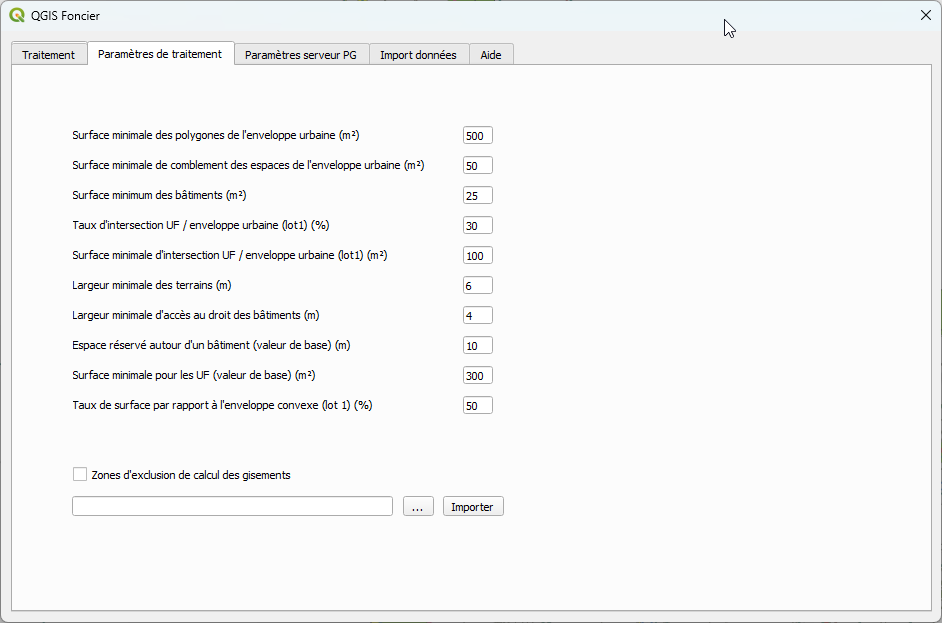 QGIS Foncier
Traitement
Paramètres de traitement
Paramètres serveur PG
Import données
Aide
Surface minimale des polygones de l'enveloppe urbaine (m²) 500
Surface minimale de comblement des espaces de l'enveloppe urbaine (m²) 50
Surface minimum des bâtiments (m²) 25
Taux d'intersection UF / enveloppe urbaine (lot1) (%) 30
Surface minimale d'intersection UF / enveloppe urbaine (lot1) (m²) 100
Largeur minimale des terrains (m) 6
Largeur minimale d'accès au droit des bâtiments (m) 4
Espace réservé autour d'un bâtiment (valeur de base) (m) 10
Surface minimale pour les UF (valeur de base) (m²) 300
Taux de surface par rapport à l'enveloppe convexe (lot 1) (%) 50
Zones d'exclusion de calcul des gisements
... Importer